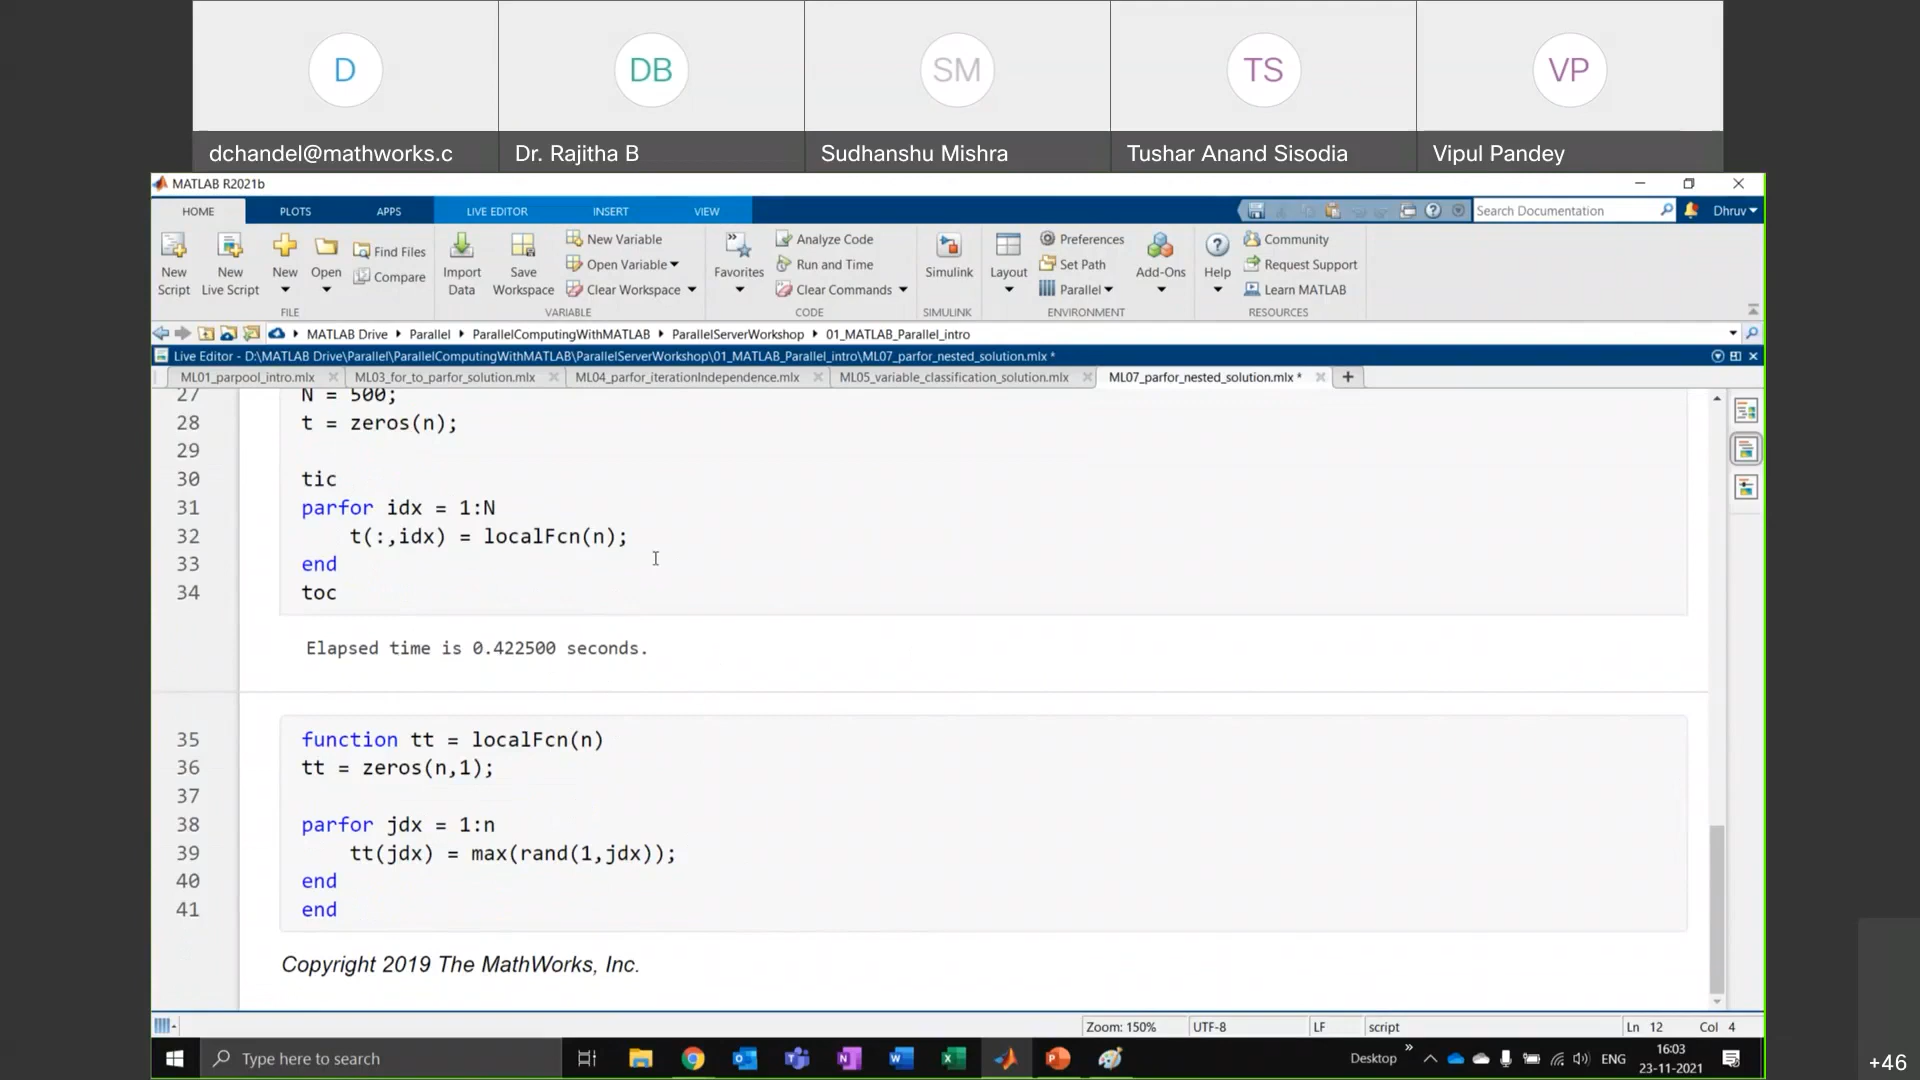 D
DB
SM
TS
VP
dchandel@mathworks.c
Dr. Rajitha B
Sudhanshu Mishra
Tushar Anand Sisodia
Vipul Pandey
MATLAB R2021b
HOME
PLOTS
APPS
LIVE EDITOR
INSERT
VIEW
Search Documentation
Dhruv
New Script
New Live Script
New
Open
Find Files
Compare
FILE
Import Data
Save Workspace
New Variable
Open Variable
Clear Workspace
VARIABLE
Favorites
Analyze Code
Run and Time
Clear Commands
CODE
Simulink
SIMULINK
Layout
Preferences
Set Path
Parallel
Add-Ons
ENVIRONMENT
Help
Community
Request Support
Learn MATLAB
RESOURCES
MATLAB Drive Parallel ParallelComputingWithMATLAB ParallelServerWorkshop 01_MATLAB_Parallel_intro
Live Editor - D:\MATLAB Drive\Parallel\ParallelComputingWithMATLAB\ParallelServerWorkshop\01_MATLAB_Parallel_intro\ML07_parfor_nested_solution.mlx *
ML01_parpool_intro.mlx
ML03_for_to_parfor_solution.mlx
ML04_parfor_iterationIndependence.mlx
ML05_variable_classification_solution.mlx
ML07_parfor_nested_solution.mlx *
27 N = 500;
28 t = zeros(n);
29
30 tic
31 parfor idx = 1:N
32 t(:,idx) = localFcn(n);
33 end
34 toc
Elapsed time is 0.422500 seconds.
35 function tt = localFcn(n)
36 tt = zeros(n,1);
37
38 parfor jdx = 1:n
39 tt(jdx) = max(rand(1,jdx));
40 end
41 end
Copyright 2019 The MathWorks, Inc.
Zoom: 150%
UTF-8
LF
script
Ln 12
Col 4
Type here to search
Desktop
ENG
16:03
23-11-2021
+46